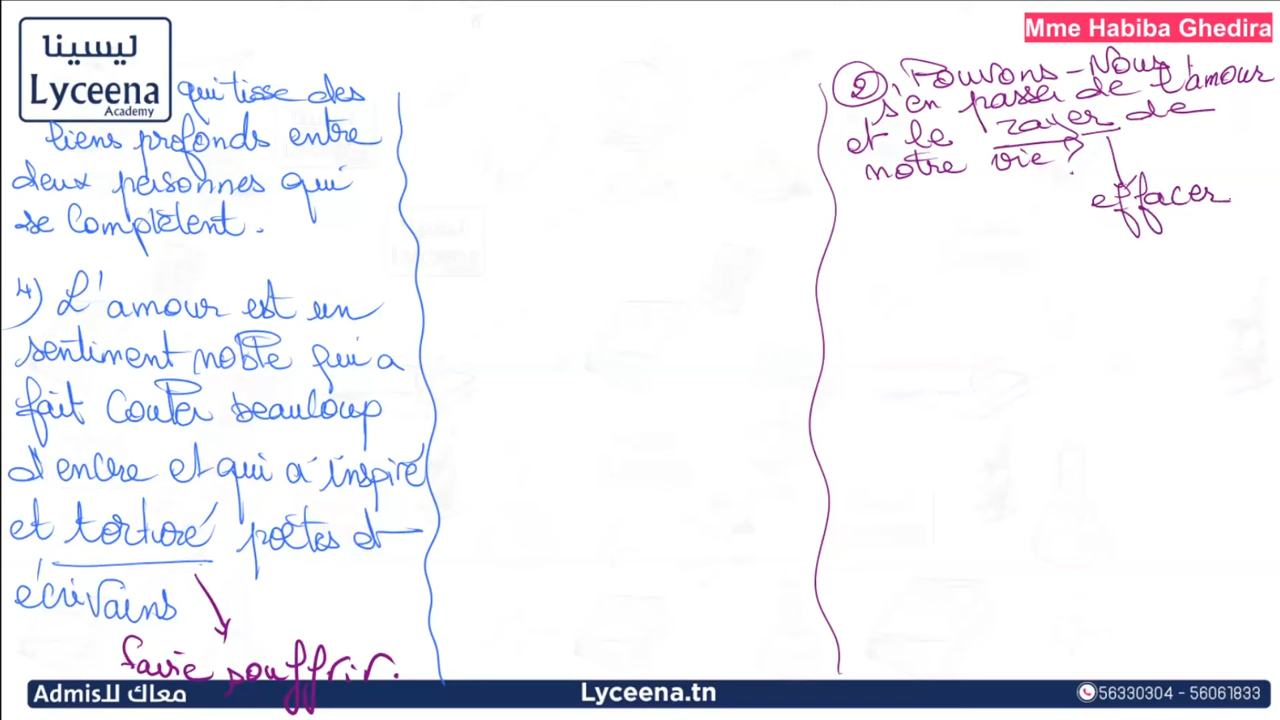 ليسينا
Lyceena
Academy
Mme Habiba Ghedira
qui tisse des
liens profonds entre
deux personnes qui
se complètent.
4) L'amour est un
sentiment noble qui a
fait couler beaucoup
d'encre et qui a inspiré
et torturé poètes et
écrivains
faire souffrir.
2) Pouvons-Nous
s'en passer de l'amour
et le rayer de
notre vie ?
effacer
معاك للـ Admis
Lyceena.tn
56330304 - 56061833